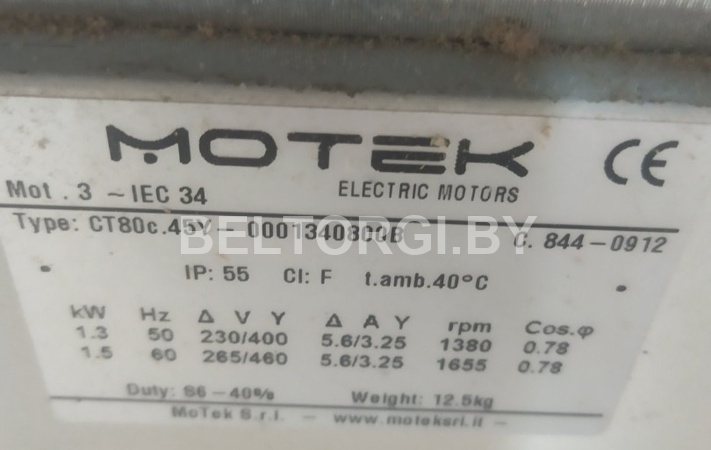 MOTEK CE
ELECTRIC MOTORS
Mot. 3 ~ IEC 34
Type: CT80c.45Y-0001340800B C. 844-0912
BELTORGI.BY
IP: 55 Cl: F t.amb.40°C
kW Hz Δ V Y Δ A Y rpm Cos.φ
1.3 50 230/400 5.6/3.25 1380 0.78
1.5 60 265/460 5.6/3.25 1655 0.78
Duty: S6-40% Weight: 12.5kg
MoTek S.r.l. - www.moteksrl.it -